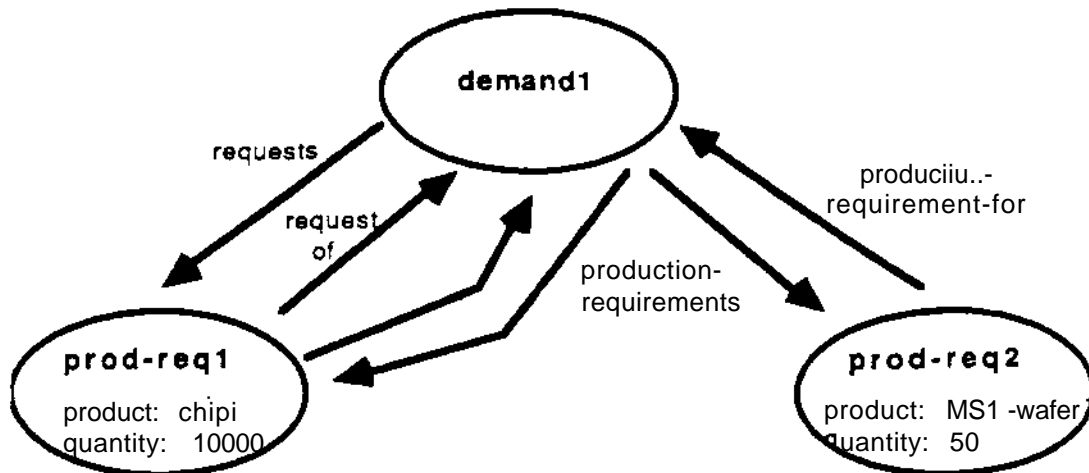 demand1
requests
request
of
produciiu..-
requirement-for
production-
requirements
prod-req1
product: chipi
quantity: 10000
prod-req2
product: MS1 -wafer
quantity: 50